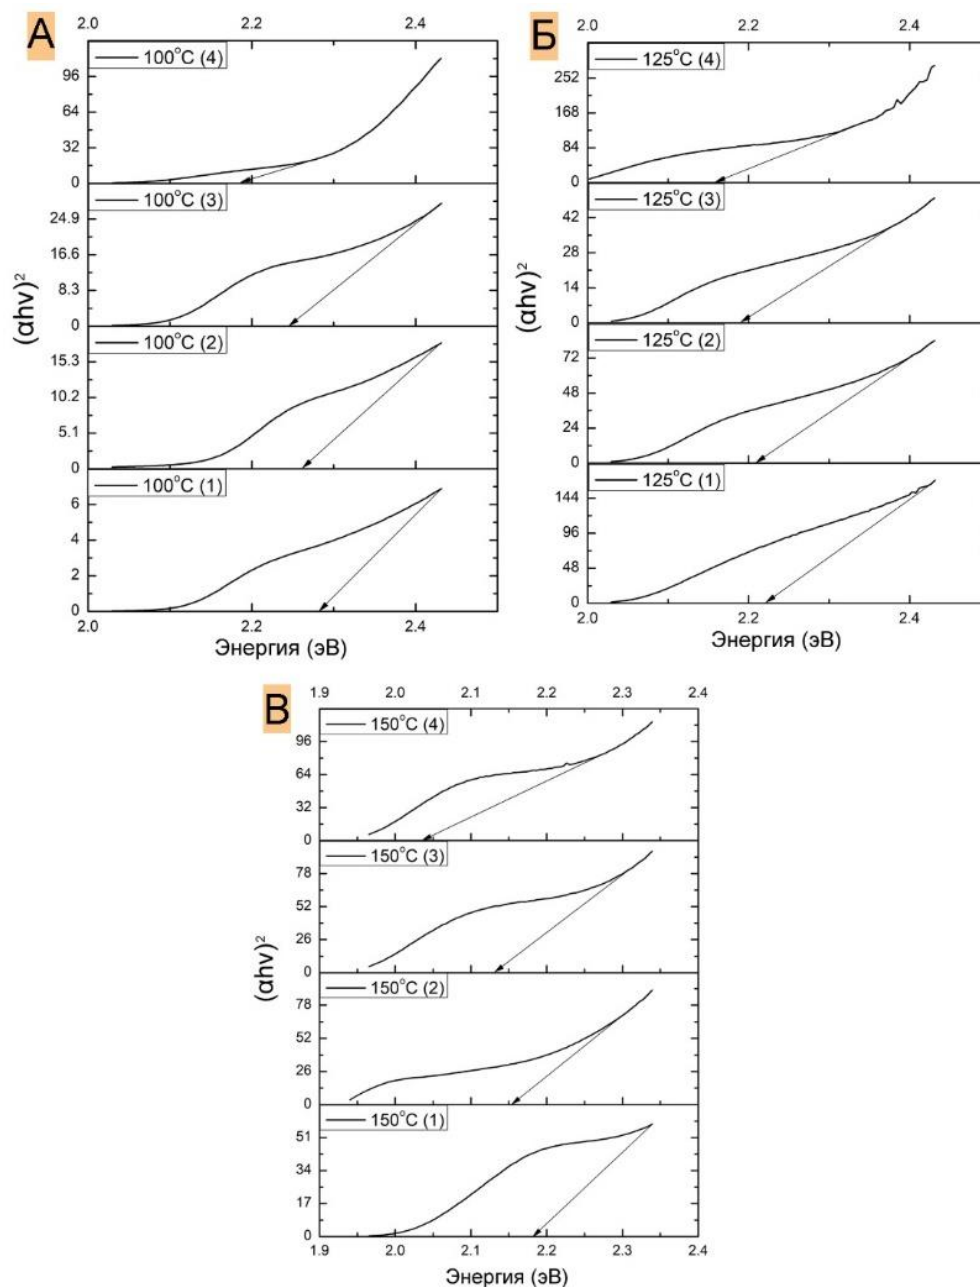 А
2.0 2.2 2.4
100°C (4)
96
64
32
0
100°C (3)
24.9
16.6
8.3
0
100°C (2)
15.3
10.2
5.1
0
100°C (1)
6
4
2
0
2.0 2.2 2.4
(αhν)²
Энергия (эВ)
Б
2.0 2.2 2.4
125°C (4)
252
168
84
0
125°C (3)
42
28
14
0
125°C (2)
72
48
24
0
125°C (1)
144
96
48
0
2.0 2.2 2.4
(αhν)²
Энергия (эВ)
В
1.9 2.0 2.1 2.2 2.3 2.4
150°C (4)
96
64
32
0
150°C (3)
78
52
26
0
150°C (2)
78
52
26
0
150°C (1)
51
34
17
0
1.9 2.0 2.1 2.2 2.3 2.4
(αhν)²
Энергия (эВ)